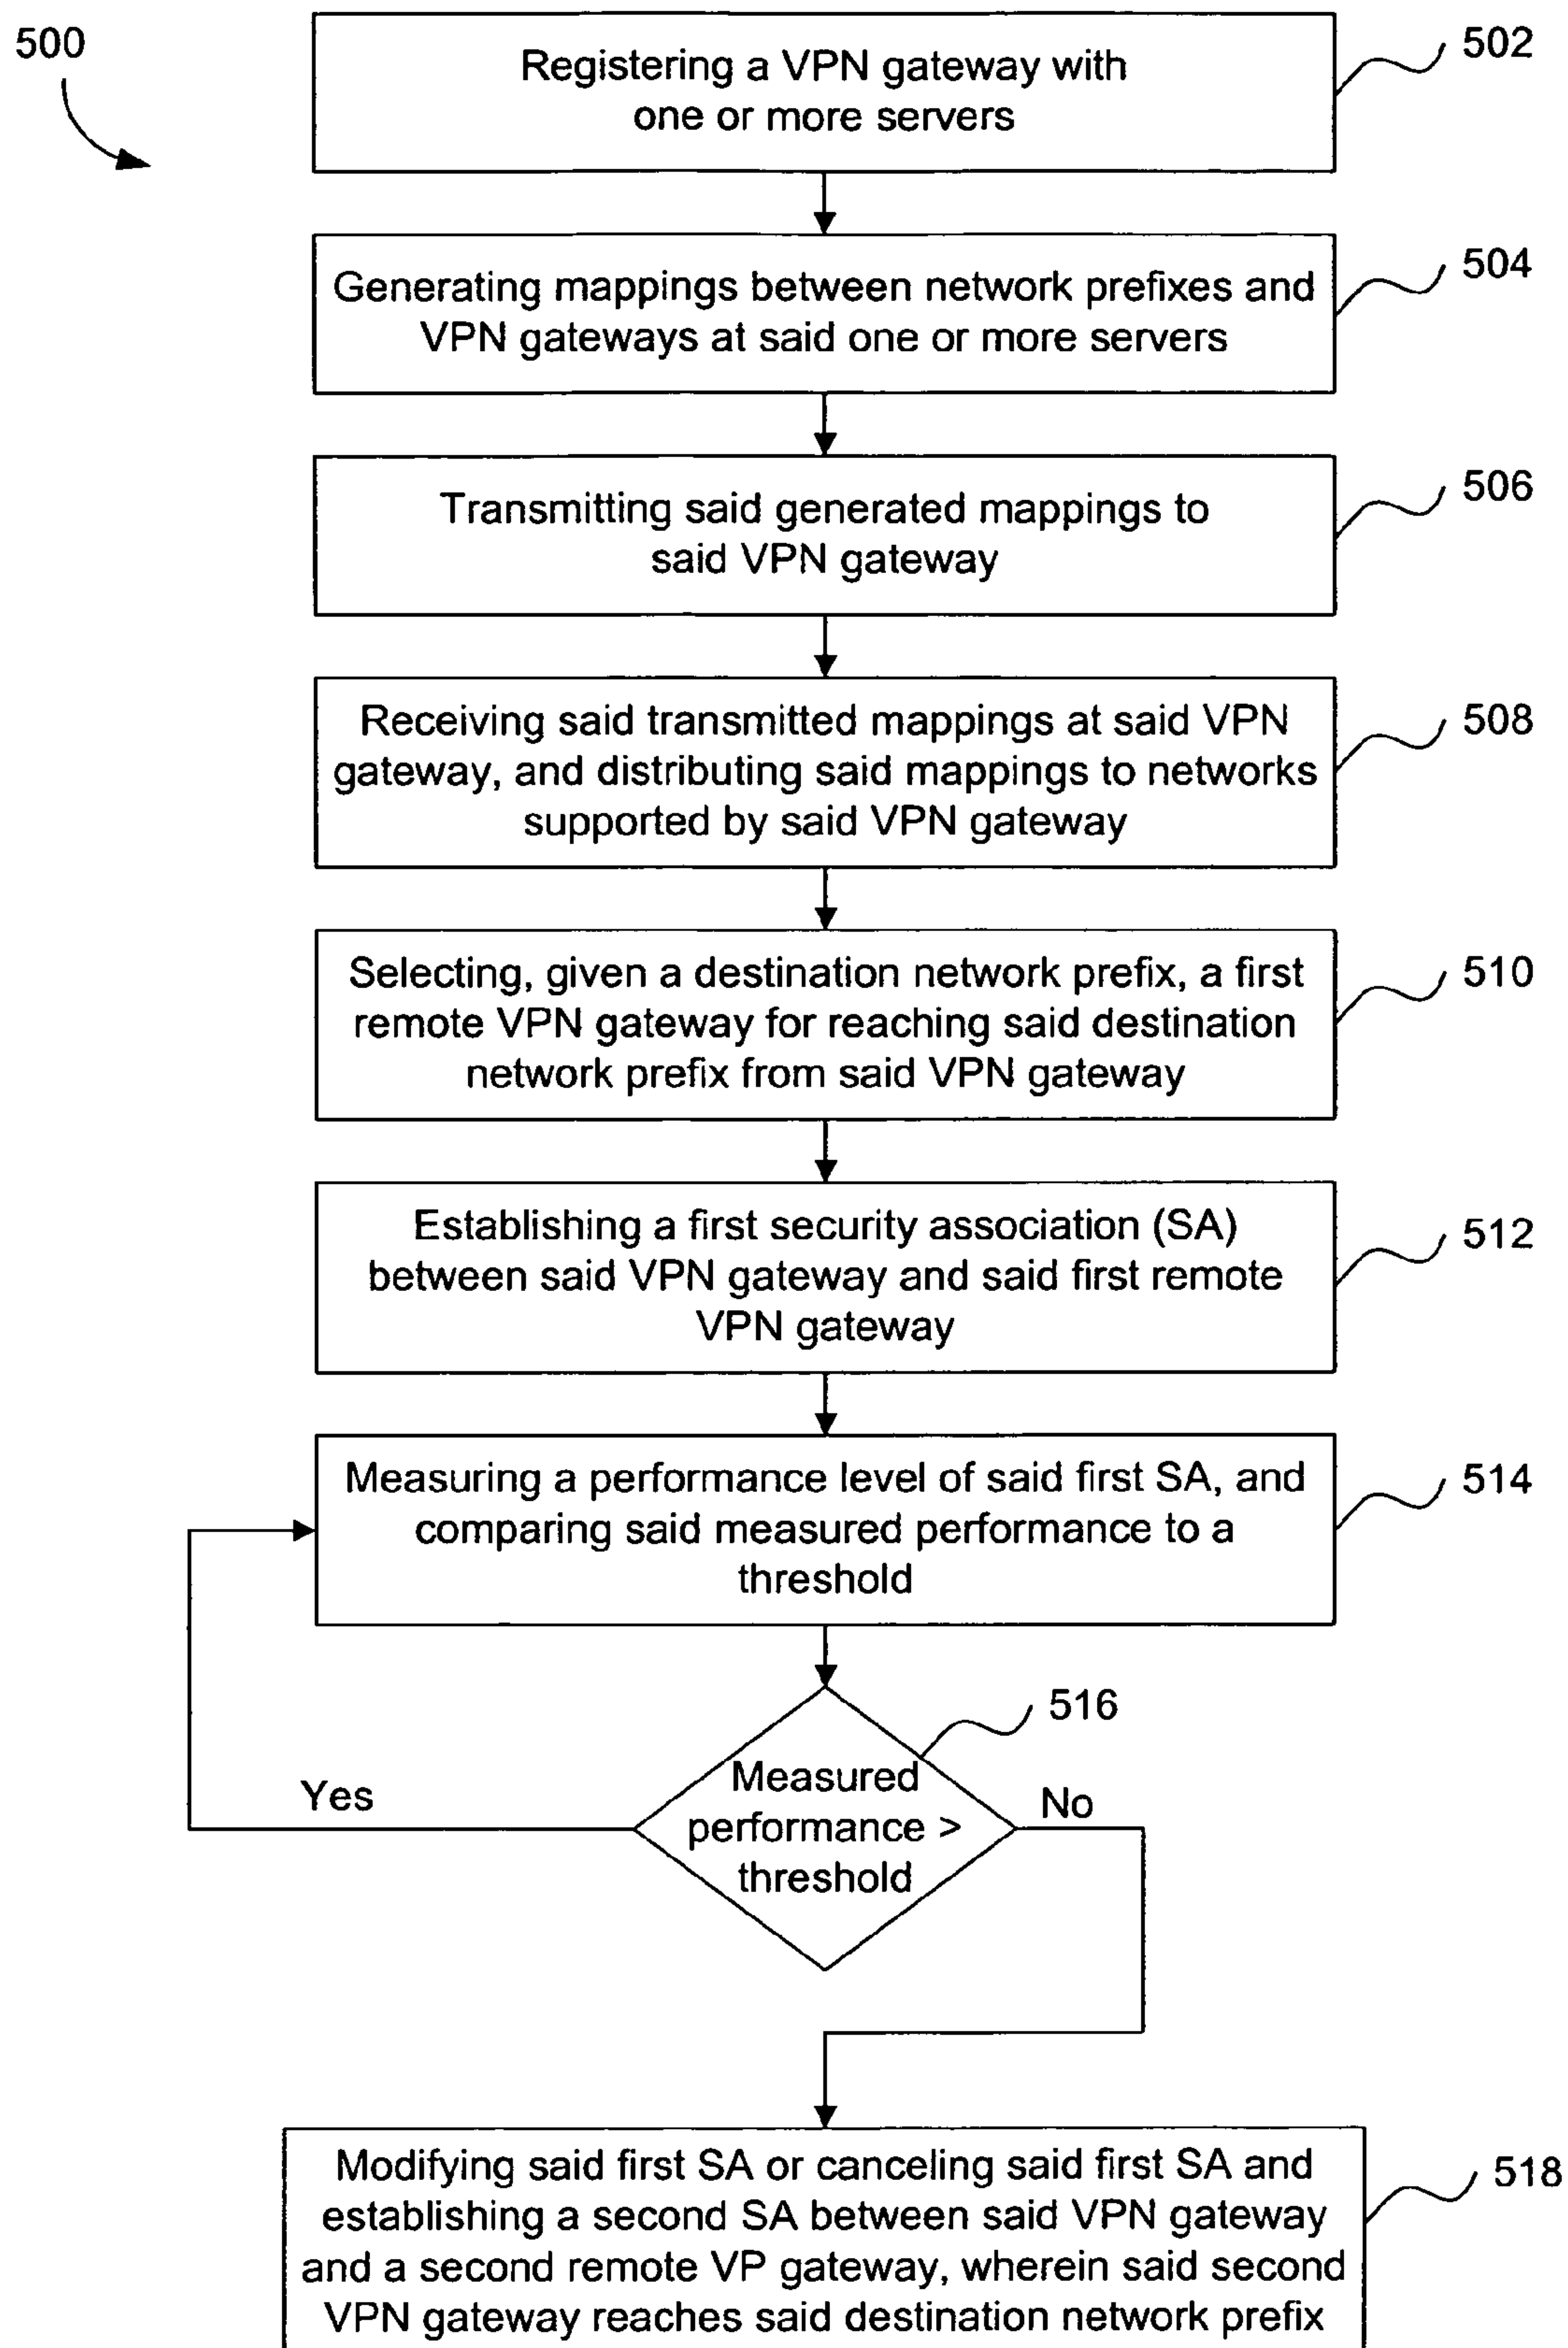 500
502
Registering a VPN gateway with
one or more servers
504
Generating mappings between network prefixes and
VPN gateways at said one or more servers
506
Transmitting said generated mappings to
said VPN gateway
508
Receiving said transmitted mappings at said VPN
gateway, and distributing said mappings to networks
supported by said VPN gateway
510
Selecting, given a destination network prefix, a first
remote VPN gateway for reaching said destination
network prefix from said VPN gateway
512
Establishing a first security association (SA)
between said VPN gateway and said first remote
VPN gateway
514
Measuring a performance level of said first SA, and
comparing said measured performance to a
threshold
516
Measured
performance >
threshold
Yes
No
518
Modifying said first SA or canceling said first SA and
establishing a second SA between said VPN gateway
and a second remote VP gateway, wherein said second
VPN gateway reaches said destination network prefix